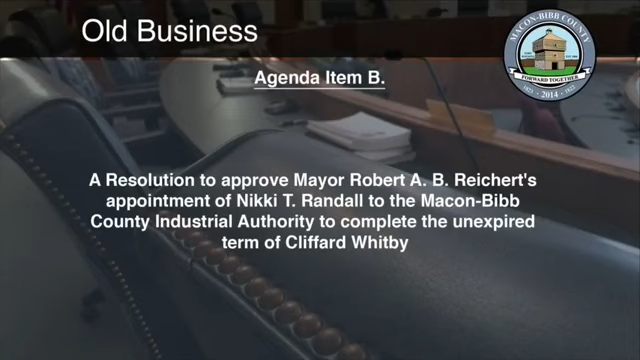 Old Business
MACON-BIBB COUNTY
FORWARD TOGETHER
· 2014 ·
Agenda Item B.
A Resolution to approve Mayor Robert A. B. Reichert's
appointment of Nikki T. Randall to the Macon-Bibb
County Industrial Authority to complete the unexpired
term of Cliffard Whitby